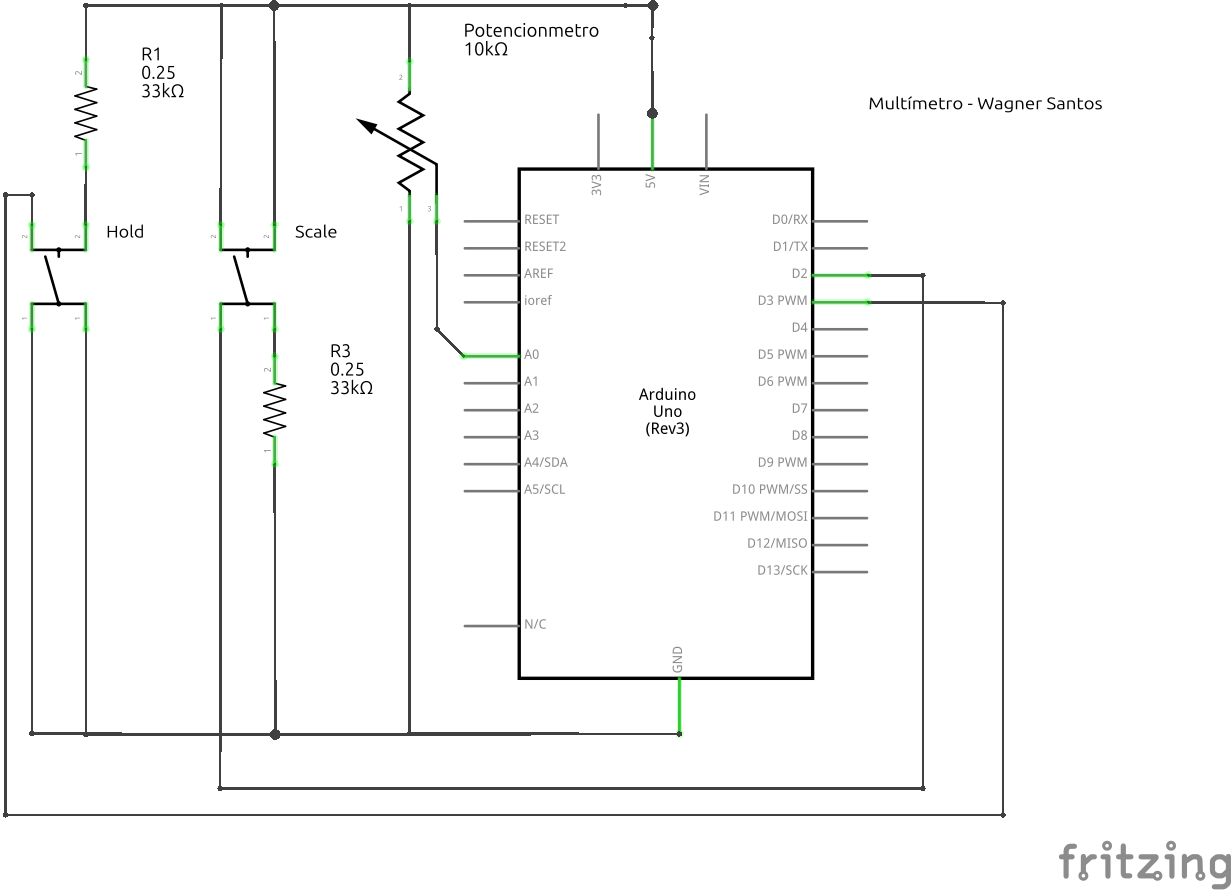 Potencionmetro
10kΩ
R1
0.25
33kΩ
2
1
2
1
3
Multímetro - Wagner Santos
3V3
5V
VIN
Hold
2
2
1
1
Scale
2
2
1
1
R3
0.25
33kΩ
2
1
RESET
RESET2
AREF
ioref
A0
A1
A2
A3
A4/SDA
A5/SCL
N/C
Arduino
Uno
(Rev3)
D0/RX
D1/TX
D2
D3 PWM
D4
D5 PWM
D6 PWM
D7
D8
D9 PWM
D10 PWM/SS
D11 PWM/MOSI
D12/MISO
D13/SCK
GND
fritzing